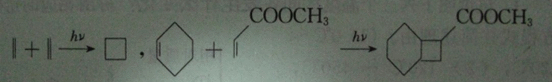 COOCH₃ COOCH₃
‖ + ‖ —hν→ □ , + —hν→